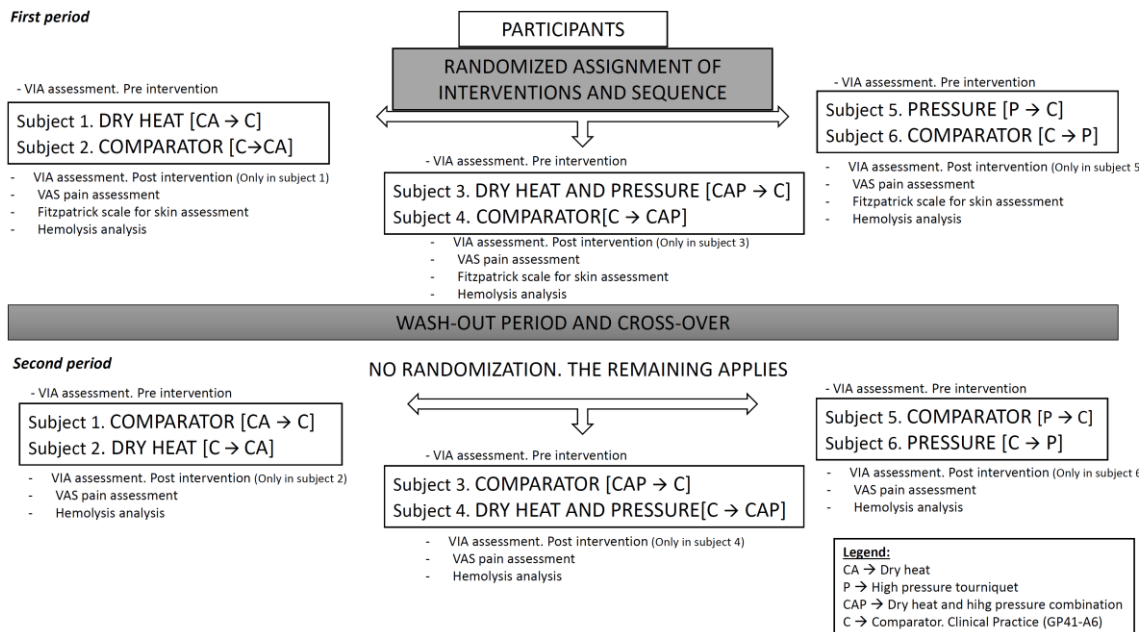 First period
PARTICIPANTS
RANDOMIZED ASSIGNMENT OF
INTERVENTIONS AND SEQUENCE
- VIA assessment. Pre intervention
Subject 1. DRY HEAT [CA → C]
Subject 2. COMPARATOR [C→CA]
- VIA assessment. Post intervention (Only in subject 1)
- VAS pain assessment
- Fitzpatrick scale for skin assessment
- Hemolysis analysis
- VIA assessment. Pre intervention
Subject 3. DRY HEAT AND PRESSURE [CAP → C]
Subject 4. COMPARATOR[C → CAP]
- VIA assessment. Post intervention (Only in subject 3)
- VAS pain assessment
- Fitzpatrick scale for skin assessment
- Hemolysis analysis
- VIA assessment. Pre intervention
Subject 5. PRESSURE [P → C]
Subject 6. COMPARATOR [C → P]
- VIA assessment. Post intervention (Only in subject 5
- VAS pain assessment
- Fitzpatrick scale for skin assessment
- Hemolysis analysis
WASH-OUT PERIOD AND CROSS-OVER
Second period
NO RANDOMIZATION. THE REMAINING APPLIES
- VIA assessment. Pre intervention
Subject 1. COMPARATOR [CA → C]
Subject 2. DRY HEAT [C → CA]
- VIA assessment. Post intervention (Only in subject 2)
- VAS pain assessment
- Hemolysis analysis
- VIA assessment. Pre intervention
Subject 3. COMPARATOR [CAP → C]
Subject 4. DRY HEAT AND PRESSURE[C → CAP]
- VIA assessment. Post intervention (Only in subject 4)
- VAS pain assessment
- Hemolysis analysis
- VIA assessment. Pre intervention
Subject 5. COMPARATOR [P → C]
Subject 6. PRESSURE [C → P]
- VIA assessment. Post intervention (Only in subject 6
- VAS pain assessment
- Hemolysis analysis
Legend:
CA → Dry heat
P → High pressure tourniquet
CAP → Dry heat and hihg pressure combination
C → Comparator. Clinical Practice (GP41-A6)